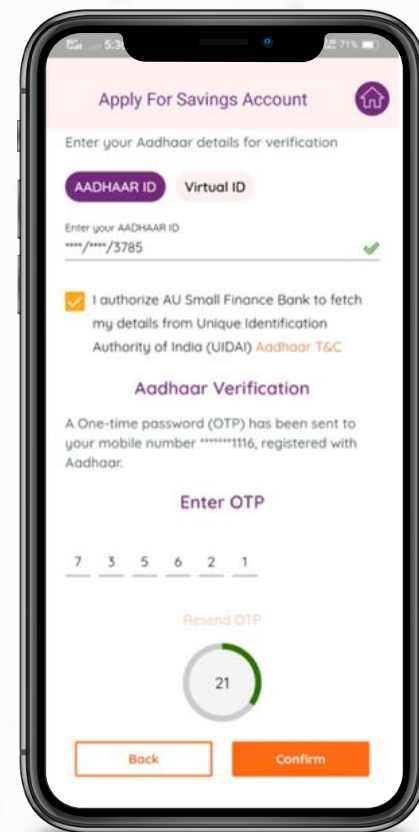 5:3
71%
Apply For Savings Account
Enter your Aadhaar details for verification
AADHAAR ID Virtual ID
Enter your AADHAAR ID
****/****/3785
I authorize AU Small Finance Bank to fetch
my details from Unique Identification
Authority of India (UIDAI) Aadhaar T&C
Aadhaar Verification
A One-time password (OTP) has been sent to
your mobile number ******1116, registered with
Aadhaar.
Enter OTP
7 3 5 6 2 1
Resend OTP
21
Back Confirm